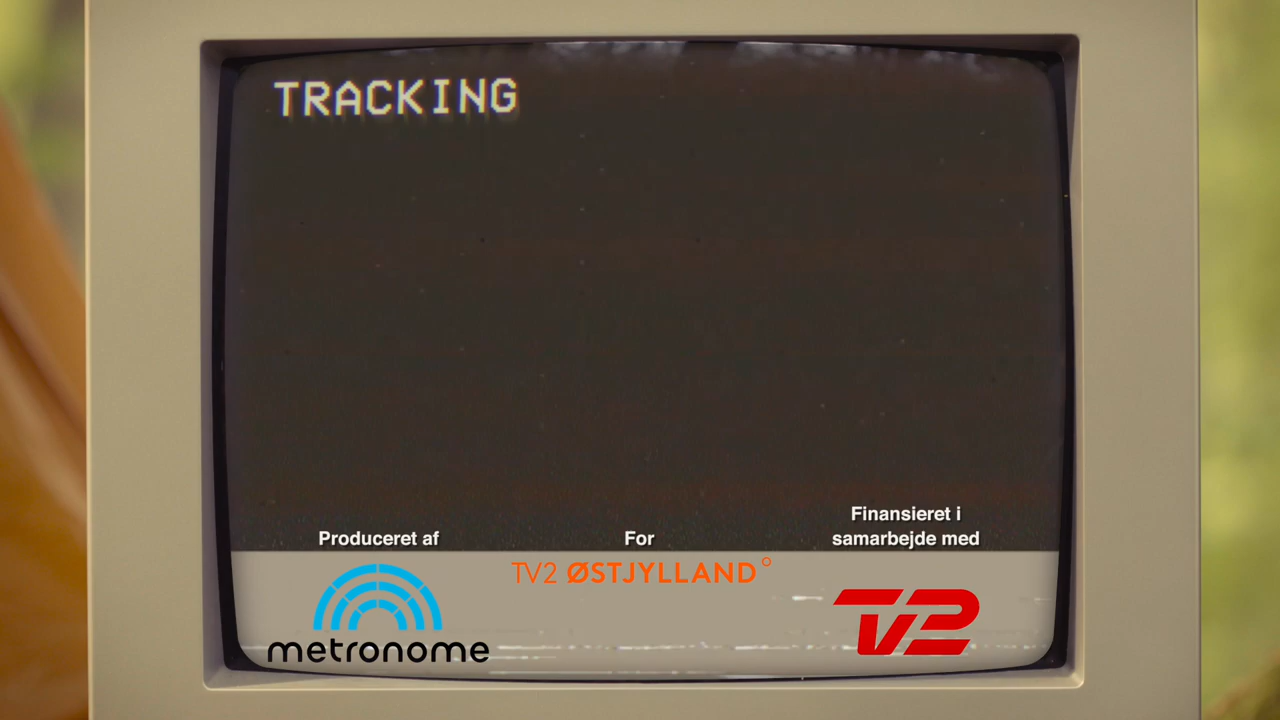 TRACKING
Produceret af
For
Finansieret i
samarbejde med
TV2 ØSTJYLLAND°
metronome
TV2